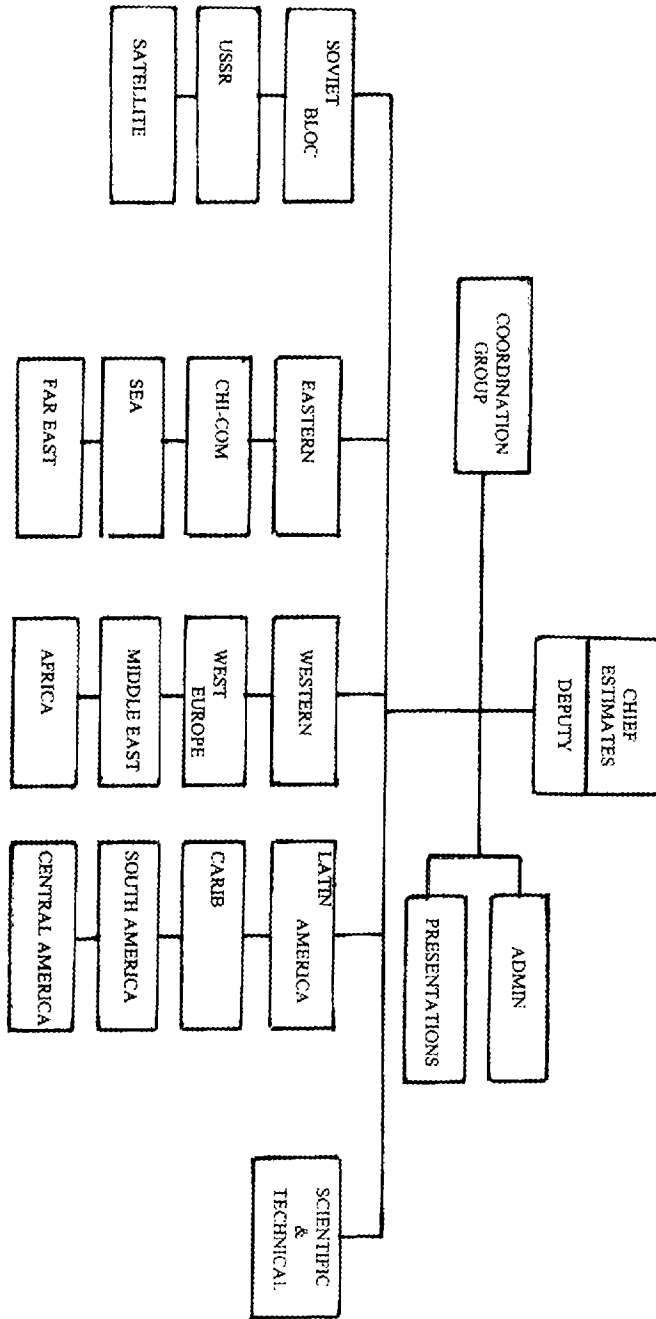 CHIEF
ESTIMATES
DEPUTY
COORDINATION
GROUP
ADMIN
PRESENTATIONS
SOVIET
BLOC
USSR
SATELLITE
EASTERN
CHI-COM
SEA
FAR EAST
WESTERN
WEST
EUROPE
MIDDLE EAST
AFRICA
LATIN
AMERICA
CARIB
SOUTH AMERICA
CENTRAL AMERICA
SCIENTIFIC
&
TECHNICAL